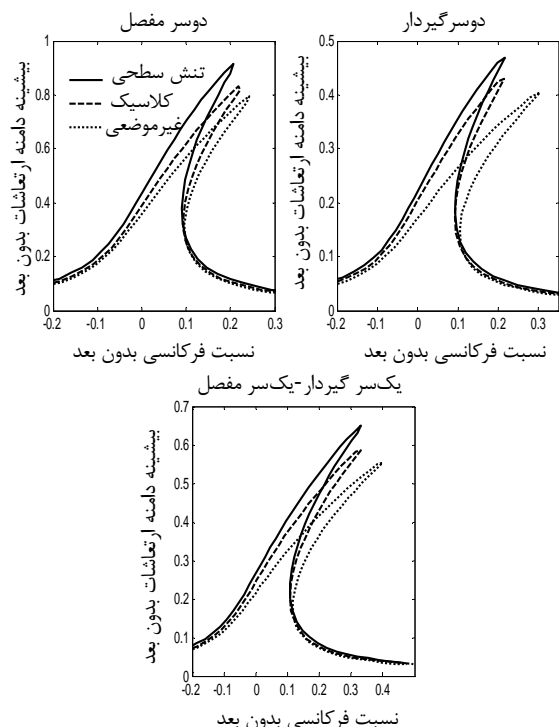 دوسر مفصل
1
0.8
0.6
0.4
0.2
0
-0.2 -0.1 0 0.1 0.2 0.3
تنش سطحی
کلاسیک
غیرموضعی
بیشینه دامنه ارتعاشات بدون بعد
نسبت فرکانسی بدون بعد
دوسرگیردار
0.5
0.4
0.3
0.2
0.1
0
-0.2 -0.1 0 0.1 0.2 0.3
بیشینه دامنه ارتعاشات بدون بعد
نسبت فرکانسی بدون بعد
یک‌سر گیردار-یک‌سر مفصل
0.7
0.6
0.5
0.4
0.3
0.2
0.1
0
-0.2 -0.1 0 0.1 0.2 0.3 0.4
بیشینه دامنه ارتعاشات بدون بعد
نسبت فرکانسی بدون بعد